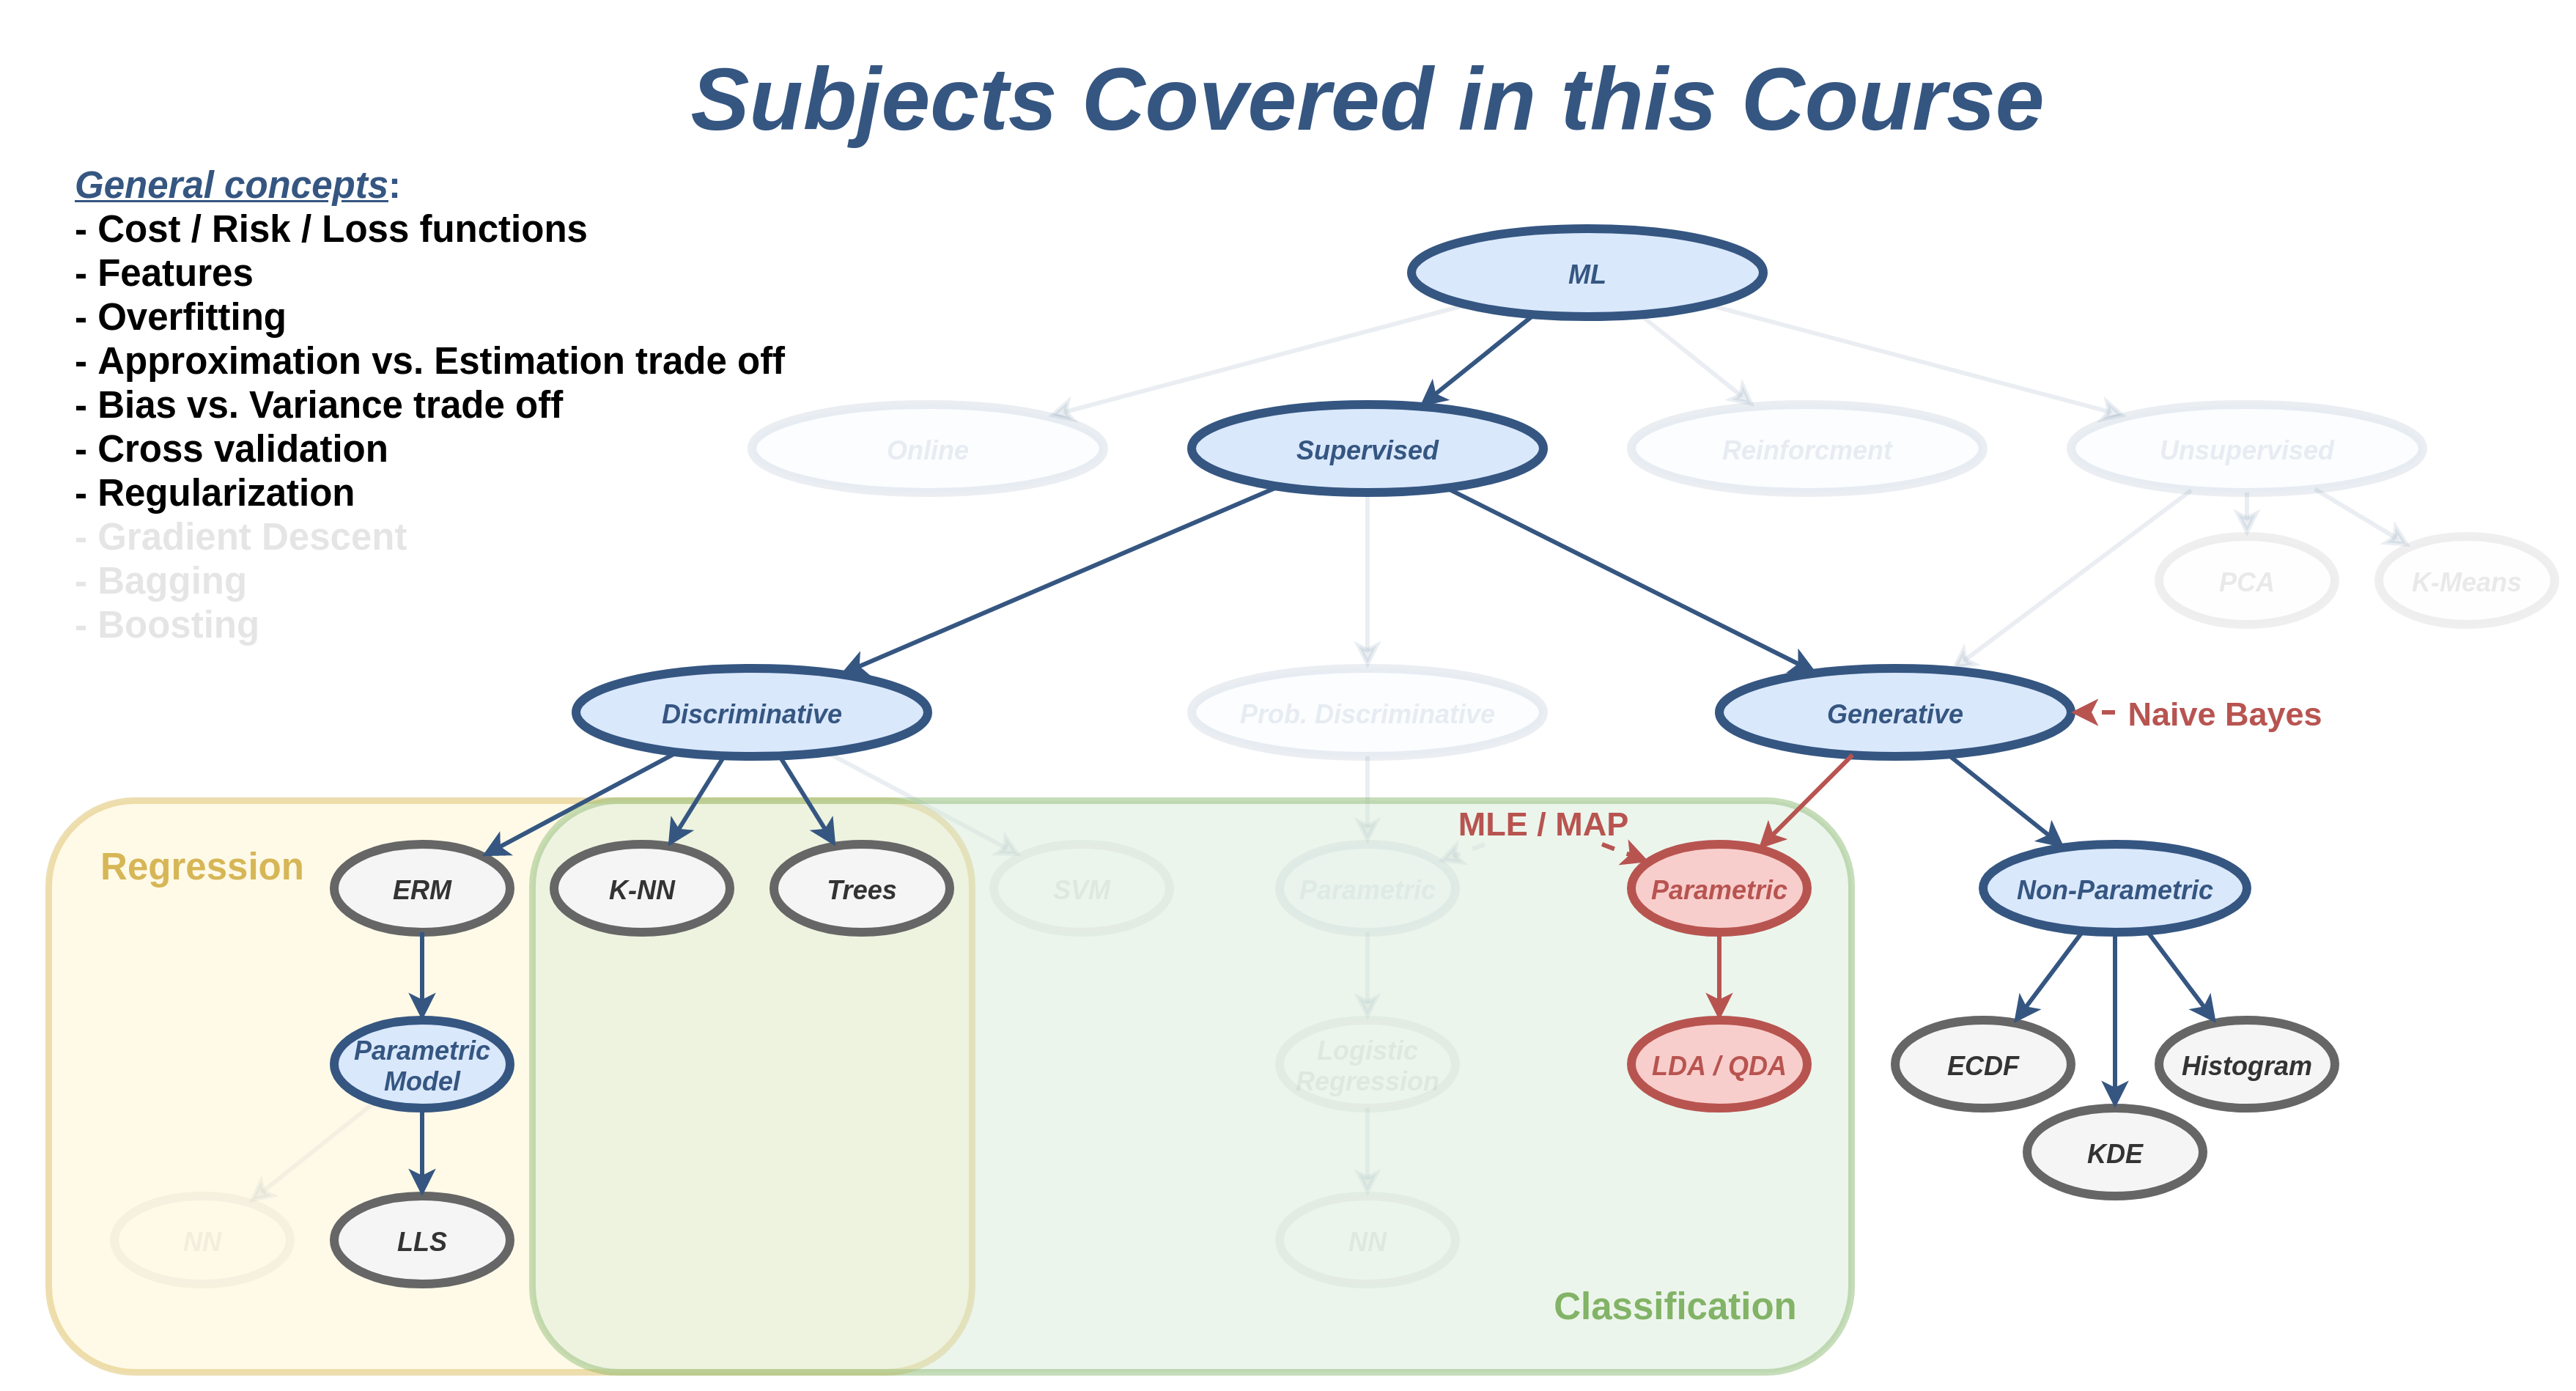 Subjects Covered in this Course
General concepts:
- Cost / Risk / Loss functions
- Features
- Overfitting
- Approximation vs. Estimation trade off
- Bias vs. Variance trade off
- Cross validation
- Regularization
- Gradient Descent
- Bagging
- Boosting
ML
Online
Supervised
Reinforcment
Unsupervised
PCA
K-Means
Discriminative
Prob. Discriminative
Generative
Naive Bayes
MLE / MAP
Regression
ERM
K-NN
Trees
SVM
Parametric
Parametric
Non-Parametric
Parametric
Model
Logistic
Regression
LDA / QDA
ECDF
Histogram
KDE
NN
LLS
NN
Classification